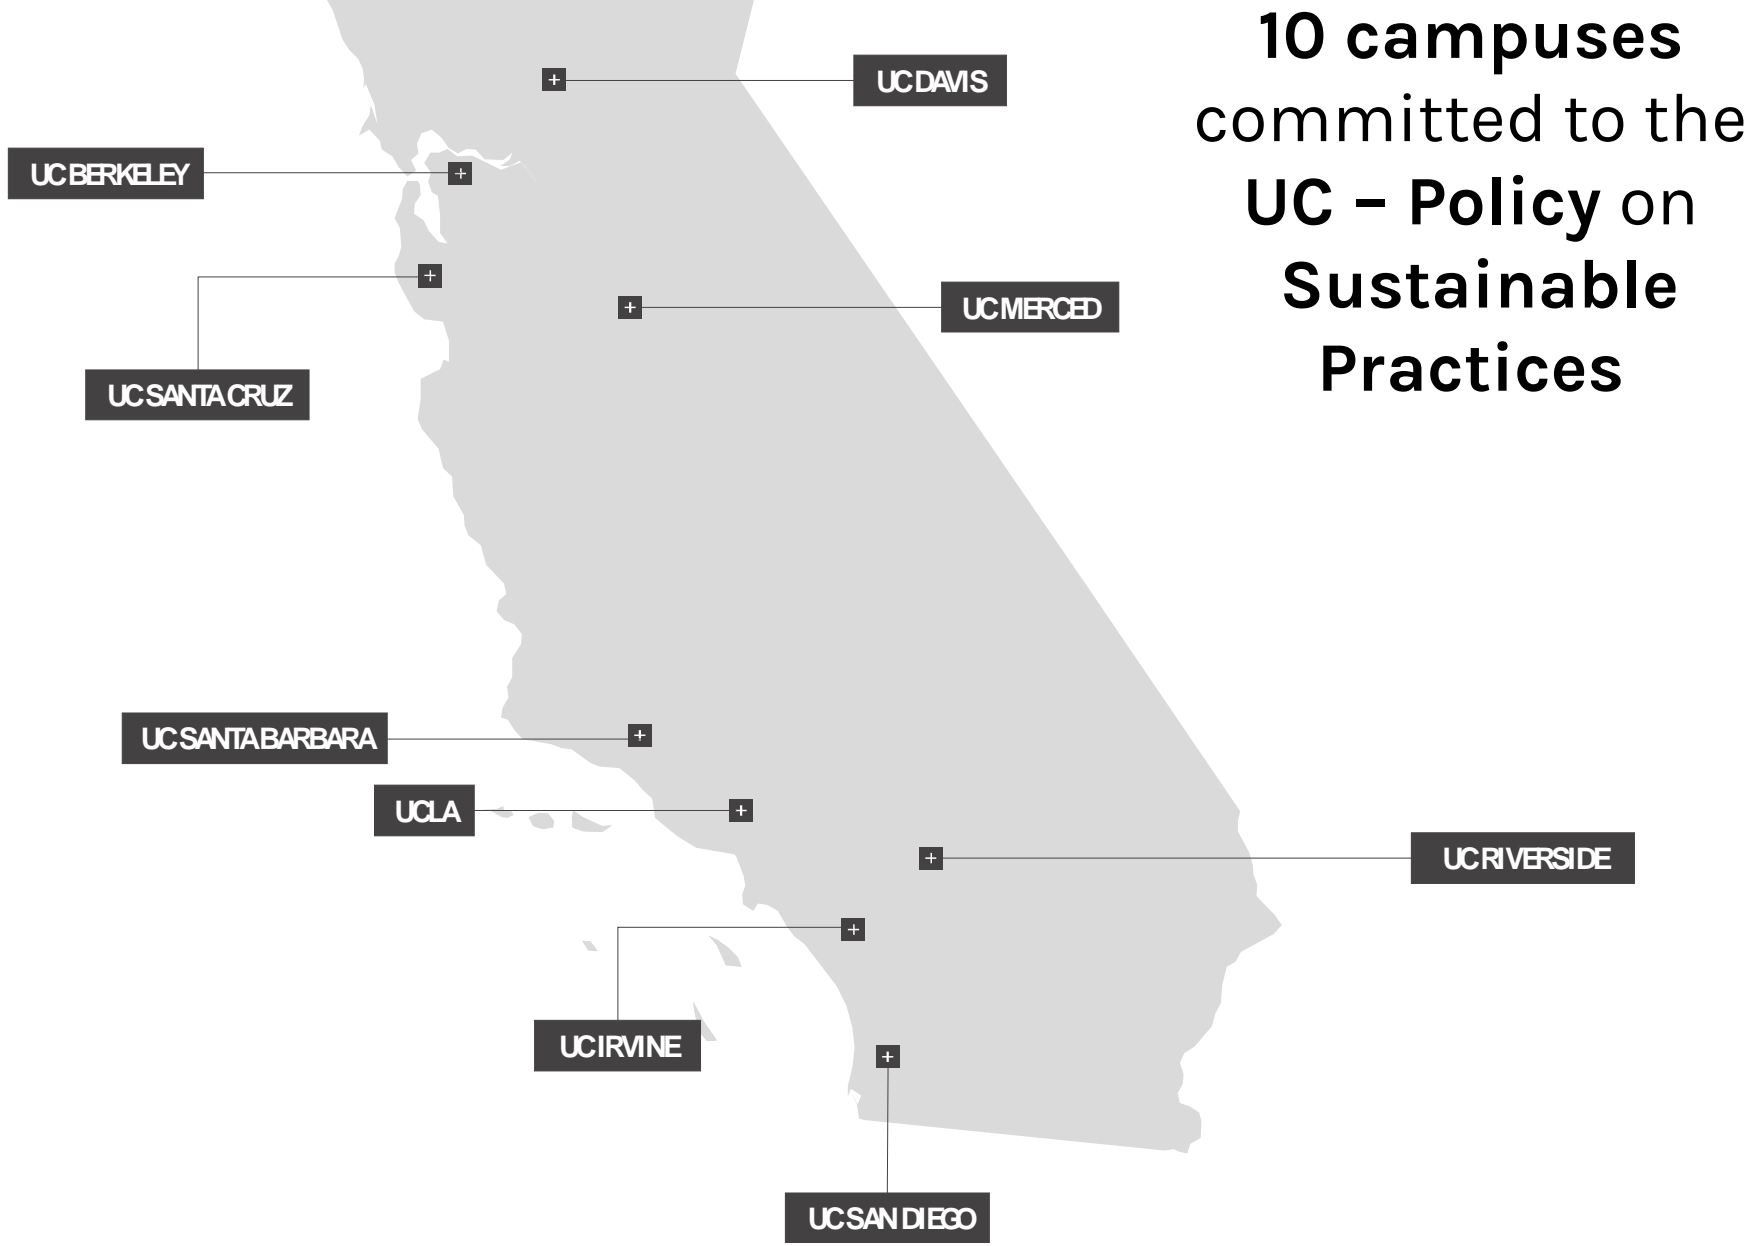 10 campuses
committed to the
UC – Policy on
Sustainable
Practices
UC DAVIS
UC BERKELEY
UC MERCED
UC SANTA CRUZ
UC SANTA BARBARA
UCLA
UC RIVERSIDE
UC IRVINE
UC SAN DIEGO